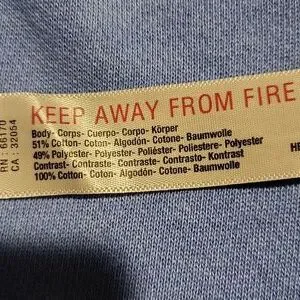 KEEP AWAY FROM FIRE
Body- Corps- Cuerpo- Corpo- Körper
51% Cotton- Coton- Algodón- Cotone- Baumwolle
49% Polyester- Polyester- Poliéster- Poliestere- Polyester
Contrast- Contraste- Contraste- Contrasto- Kontrast
100% Cotton- Coton- Algodón- Cotone- Baumwolle
RN : 66170
CA : 32054